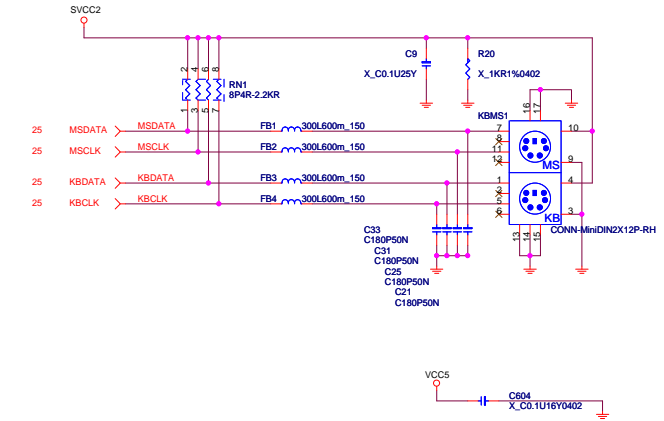 SVCC2
C9
X_C0.1U25Y
R20
X_1KR1%0402
2 4 6 8
RN1
8P4R-2.2KR
1 3 5 7
KBMS1
16 17
25 MSDATA MSDATA FB1 300L600m_150 7 10
8
25 MSCLK MSCLK FB2 300L600m_150 11
12 MS 9
25 KBDATA KBDATA FB3 300L600m_150 1 4
2
25 KBCLK KBCLK FB4 300L600m_150 5
6 KB 3
CONN-MiniDIN2X12P-RH
13 14 15
C33
C180P50N
C31
C180P50N
C25
C180P50N
C21
C180P50N
VCC5
C604
X_C0.1U16Y0402